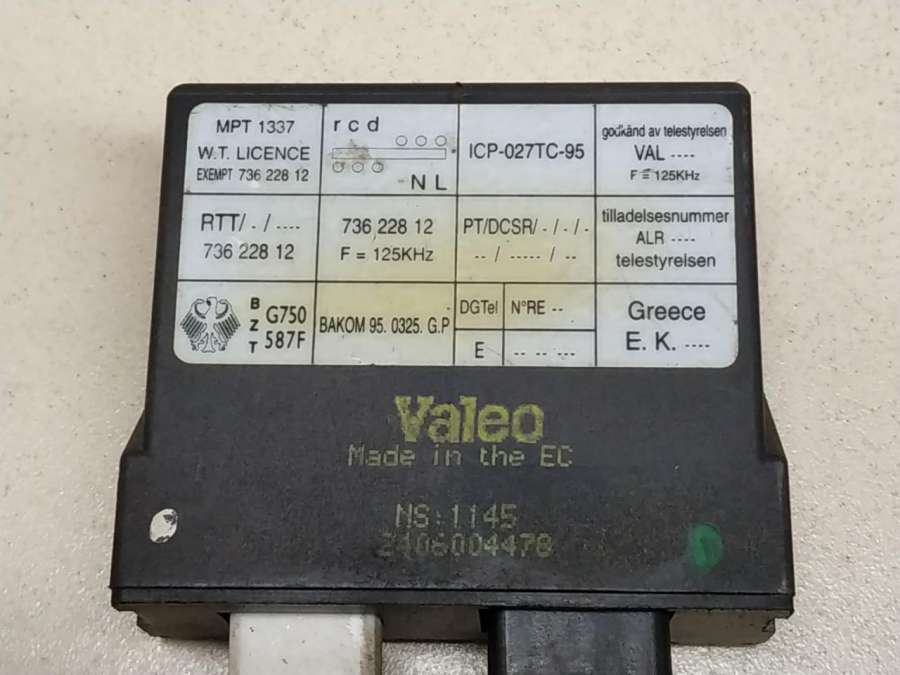 MPT 1337
W.T. LICENCE
EXEMPT 736 228 12
r c d
N L
ICP-027TC-95
godkänd av telestyrelsen
VAL ----
F = 125KHz
RTT/ - / ----
736 228 12
736 228 12
F = 125KHz
PT/DCSR/ - / - / -
-- / ----- / --
tilladelsesnummer
ALR ----
telestyrelsen
BZT
G750
587F
BAKOM 95. 0325. G.P
DGTel
N°RE --
E
-- -- ---
Greece
E. K. ----
Valeo
Made in the EC
NS:1145
2406004478